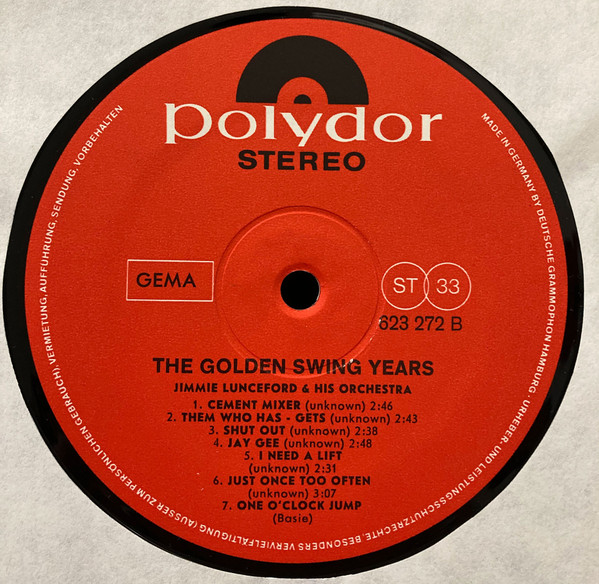 polydor
STEREO
GEMA
ST 33
623 272 B
THE GOLDEN SWING YEARS
JIMMIE LUNCEFORD & HIS ORCHESTRA
1. CEMENT MIXER (unknown) 2:46
2. THEM WHO HAS - GETS (unknown) 2:43
3. SHUT OUT (unknown) 2:38
4. JAY GEE (unknown) 2:48
5. I NEED A LIFT
(unknown) 2:31
6. JUST ONCE TOO OFTEN
(unknown) 3:07
7. ONE O'CLOCK JUMP
(Basie)
MADE IN GERMANY BY DEUTSCHE GRAMMOPHON HAMBURG · URHEBER- UND LEISTUNGSSCHUTZRECHTE, BESONDERS VERVIELFÄLTIGUNG (AUSSER ZUM PERSÖNLICHEN GEBRAUCH), VERMIETUNG, AUFFÜHRUNG, SENDUNG, VORBEHALTEN